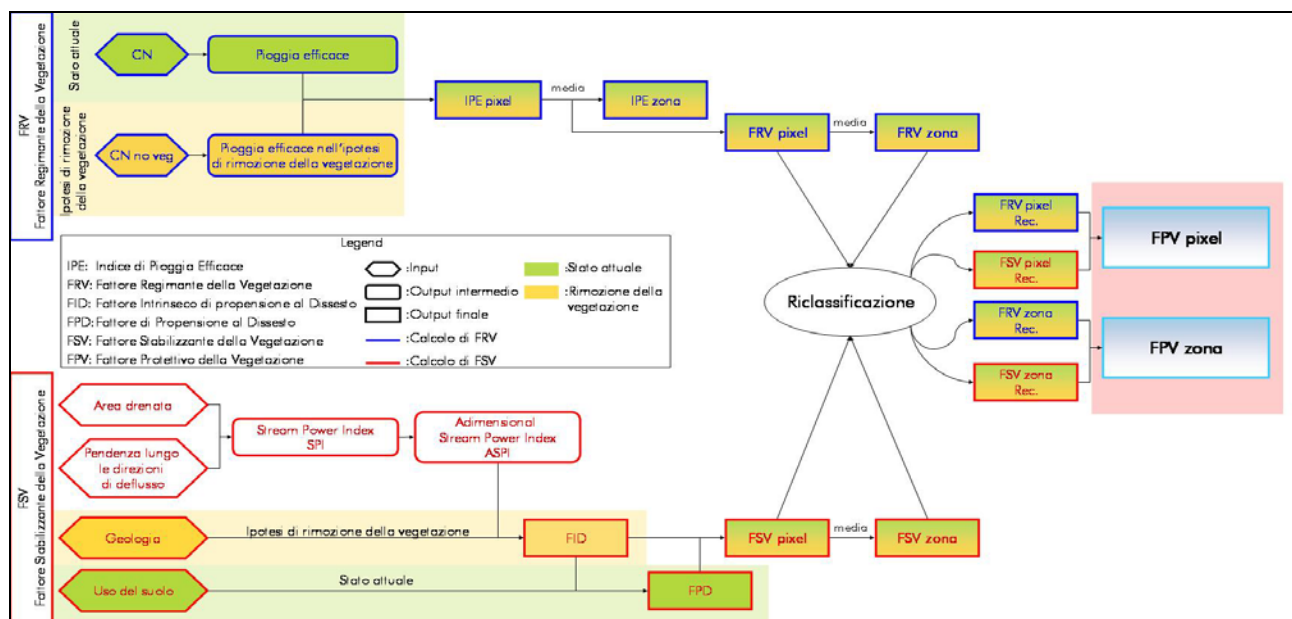 FRV
Fattore Regimante della Vegetazione
Stato attuale
Ipotesi di rimozione
della vegetazione
CN
Pioggia efficace
CN no veg
Pioggia efficace nell'ipotesi
di rimozione della vegetazione
IPE pixel
media
IPE zona
FRV pixel
media
FRV zona
Legend
IPE: Indice di Pioggia Efficace
FRV: Fattore Regimante della Vegetazione
FID: Fattore Intrinseco di propensione al Dissesto
FPD: Fattore di Propensione al Dissesto
FSV: Fattore Stabilizzante della Vegetazione
FPV: Fattore Protettivo della Vegetazione
:Input
:Output intermedio
:Output finale
:Calcolo di FRV
:Calcolo di FSV
:Stato attuale
:Rimozione della
vegetazione
Riclassificazione
FRV pixel
Rec.
FSV pixel
Rec.
FRV zona
Rec.
FSV zona
Rec.
FPV pixel
FPV zona
FSV
Fattore Stabilizzante della Vegetazione
Area drenata
Pendenza lungo
le direzioni
di deflusso
Stream Power Index
SPI
Adimensional
Stream Power Index
ASPI
Geologia
Ipotesi di rimozione della vegetazione
FID
Uso del suolo
Stato attuale
FPD
FSV pixel
media
FSV zona